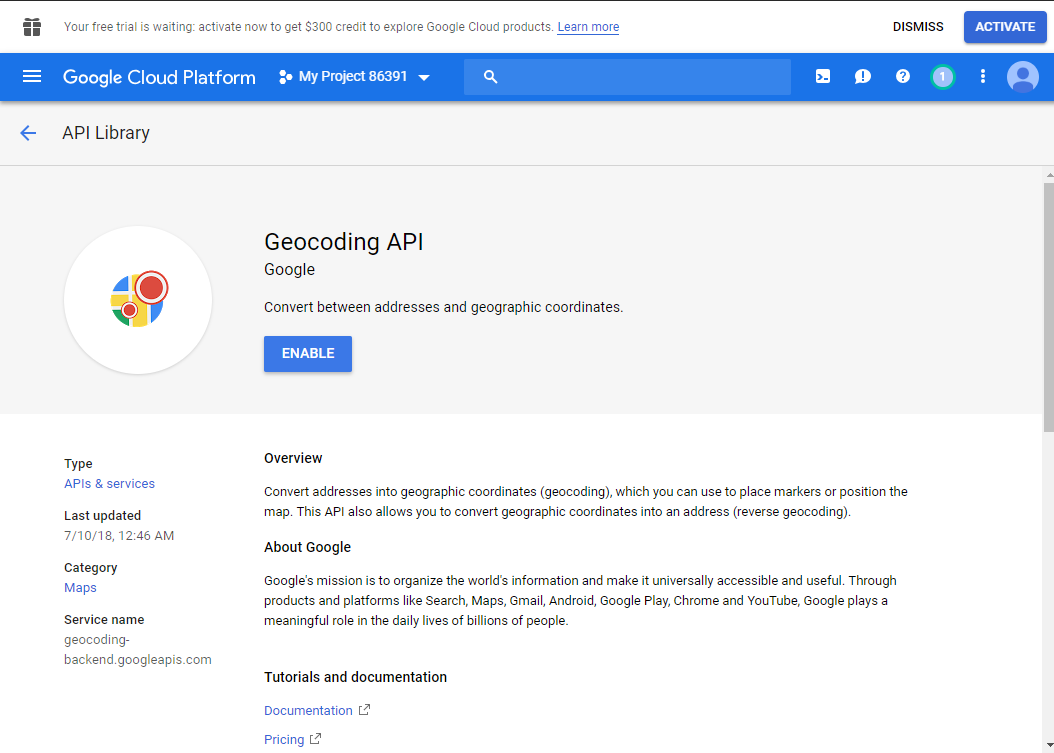 Your free trial is waiting: activate now to get $300 credit to explore Google Cloud products. Learn more
DISMISS
ACTIVATE
Google Cloud Platform
My Project 86391
1
API Library
Geocoding API
Google
Convert between addresses and geographic coordinates.
ENABLE
Type
APIs & services
Last updated
7/10/18, 12:46 AM
Category
Maps
Service name
geocoding-
backend.googleapis.com
Overview
Convert addresses into geographic coordinates (geocoding), which you can use to place markers or position the
map. This API also allows you to convert geographic coordinates into an address (reverse geocoding).
About Google
Google's mission is to organize the world's information and make it universally accessible and useful. Through
products and platforms like Search, Maps, Gmail, Android, Google Play, Chrome and YouTube, Google plays a
meaningful role in the daily lives of billions of people.
Tutorials and documentation
Documentation
Pricing